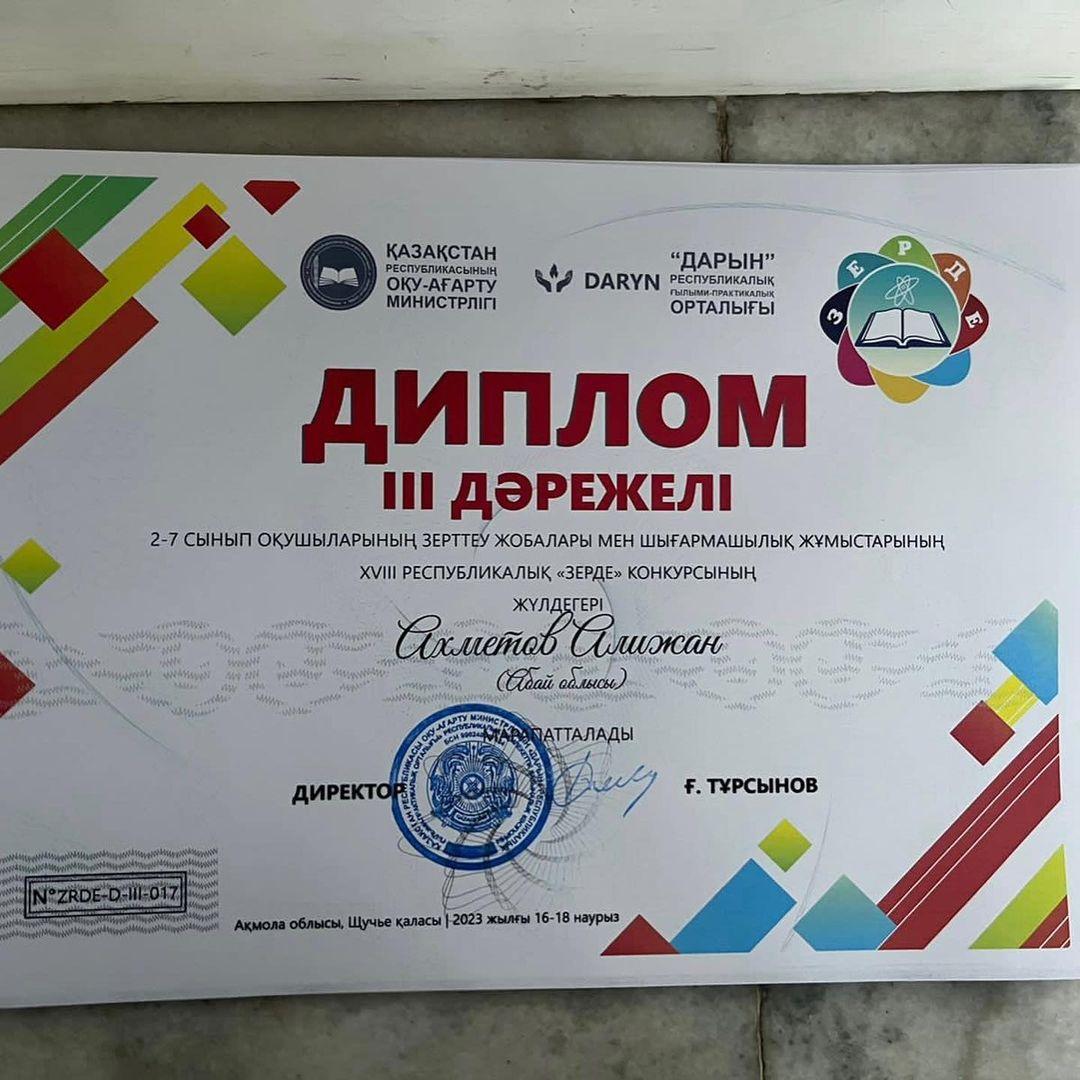 ҚАЗАҚСТАН
РЕСПУБЛИКАСЫНЫҢ
ОҚУ-АҒАРТУ
МИНИСТРЛІГІ
DARYN
“ДАРЫН”
РЕСПУБЛИКАЛЫҚ
ҒЫЛЫМИ-ПРАКТИКАЛЫҚ
ОРТАЛЫҒЫ
ЗЕРДЕ
ДИПЛОМ
III ДӘРЕЖЕЛІ
2-7 СЫНЫП ОҚУШЫЛАРЫНЫҢ ЗЕРТТЕУ ЖОБАЛАРЫ МЕН ШЫҒАРМАШЫЛЫҚ ЖҰМЫСТАРЫНЫҢ
XVIII РЕСПУБЛИКАЛЫҚ «ЗЕРДЕ» КОНКУРСЫНЫҢ
ЖҮЛДЕГЕРІ
Ахметов Алижан
(Абай облысы)
МАРАПАТТАЛАДЫ
ДИРЕКТОР
Ғ. ТҰРСЫНОВ
N°ZRDE-D-III-017
Ақмола облысы, Щучье қаласы | 2023 жылғы 16-18 наурыз